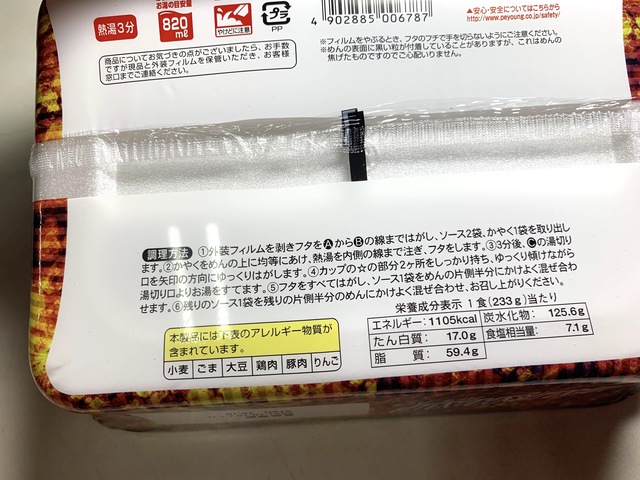 熱湯3分
お湯の目安量
820mℓ
やけどに注意
プラ
PP
4 902885 006787
▲安心・安全についてはこちらから
http://www.peyoung.co.jp/safety/
商品についてお気づきの点がございましたら、お手数
ですが現品と外装フィルムを保管いただき、お客様
窓口までご連絡ください。
※フィルムをやぶるとき、フタのフチで手を切らないようにご注意ください。
※めんの表面に黒い粒が付着していることがありますが、これはめんの
焦げたものですのでご心配いりません。
調理方法 ①外装フィルムを剥きフタをⒶからⒷの線まではがし、ソース2袋、かやく1袋を取り出し
ます。②かやくをめんの上に均等にあけ、熱湯を内側の線まで注ぎ、フタをします。③3分後、Ⓒの湯切り
口を矢印の方向にゆっくりはがします。④カップの☆の部分2ヶ所をしっかり持ち、ゆっくり傾けながら
湯切り口よりお湯をすてます。⑤フタをすべてはがし、ソース1袋をめんの片側半分にかけよく混ぜ合わ
せます。⑥残りのソース1袋を残りの片側半分のめんにかけよく混ぜ合わせ、お召し上がりください。
本製品には下表のアレルギー物質が
含まれています。
小麦 ごま 大豆 鶏肉 豚肉 りんご
栄養成分表示 1食(233g)当たり
エネルギー:1105kcal 炭水化物: 125.6g
たん白質: 17.0g 食塩相当量: 7.1g
脂質: 59.4g